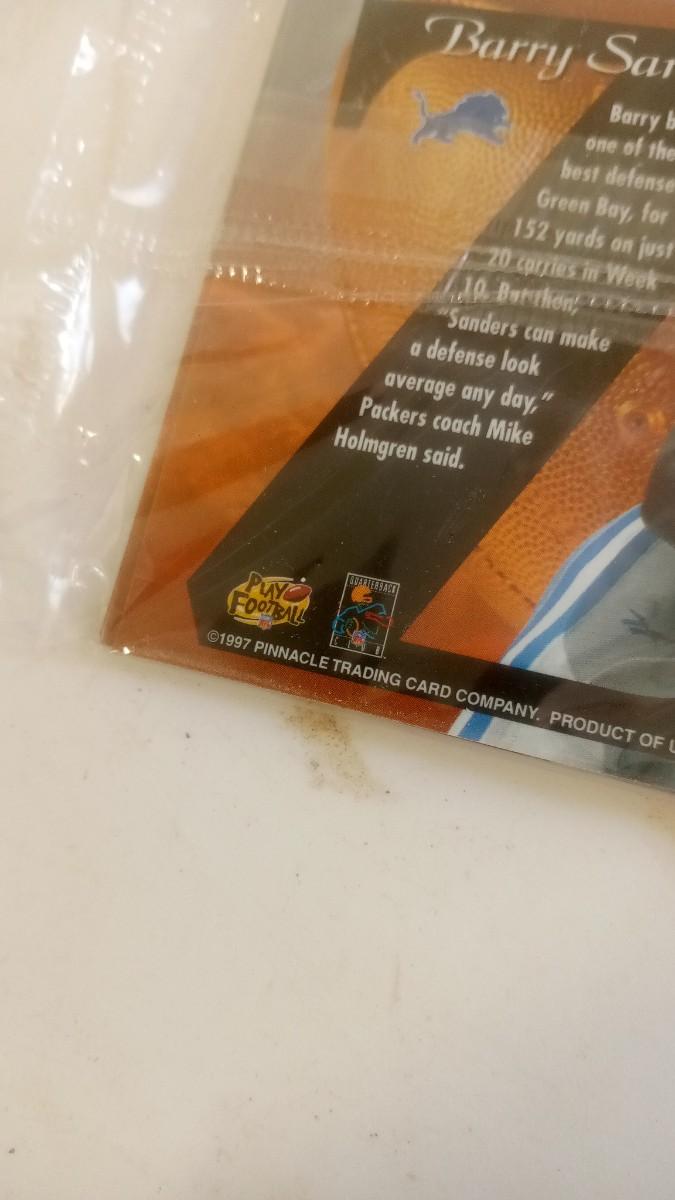 Barry Sa
Barry b
one of the
best defense
Green Bay, for
152 yards on just
20 carries in Week
10. But then,
"Sanders can make
a defense look
average any day,"
Packers coach Mike
Holmgren said.
PLAY
FOOTBALL
QUARTERBACK
CLUB
©1997 PINNACLE TRADING CARD COMPANY. PRODUCT OF U